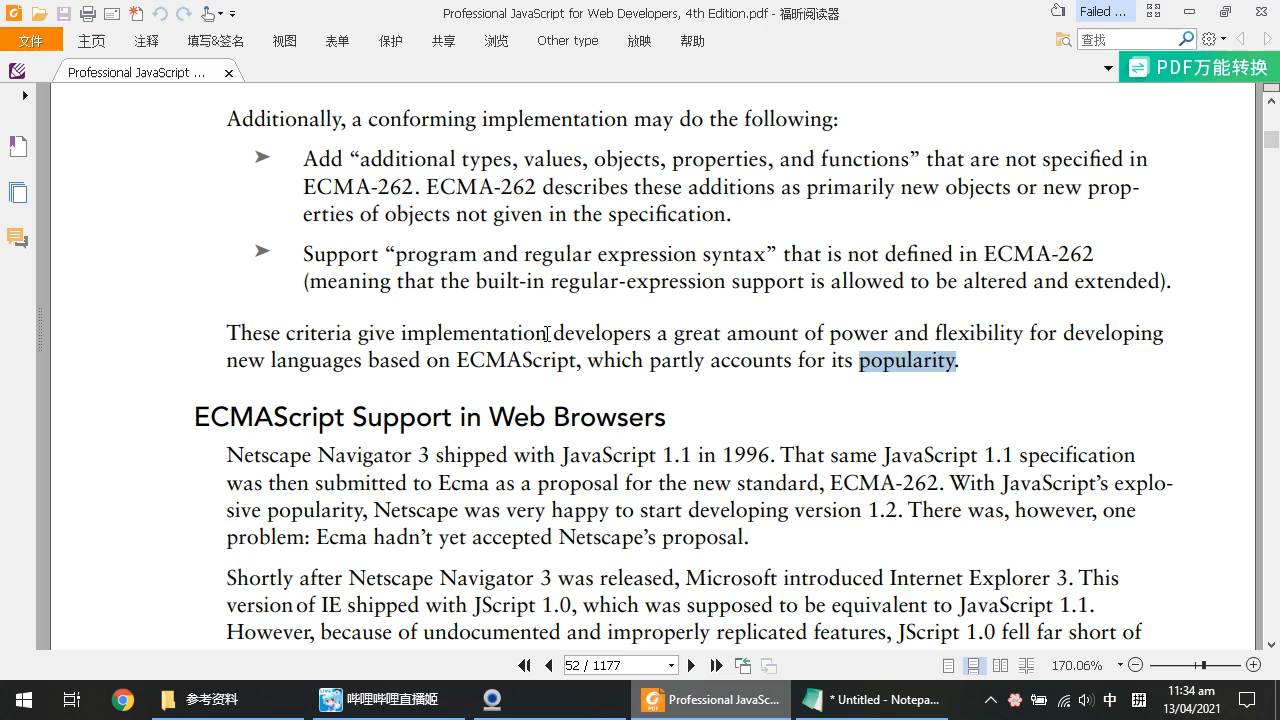 Professional JavaScript for Web Developers, 4th Edition.pdf - 福昕阅读器
Failed ...
文件 主页 注释 填写&签名 视图 表单 保护 共享 浏览 Other type 放映 帮助
查找
Professional JavaScript ...
PDF万能转换
Additionally, a conforming implementation may do the following:
➤ Add “additional types, values, objects, properties, and functions” that are not specified in
ECMA-262. ECMA-262 describes these additions as primarily new objects or new prop-
erties of objects not given in the specification.
➤ Support “program and regular expression syntax” that is not defined in ECMA-262
(meaning that the built-in regular-expression support is allowed to be altered and extended).
These criteria give implementation developers a great amount of power and flexibility for developing
new languages based on ECMAScript, which partly accounts for its popularity.
ECMAScript Support in Web Browsers
Netscape Navigator 3 shipped with JavaScript 1.1 in 1996. That same JavaScript 1.1 specification
was then submitted to Ecma as a proposal for the new standard, ECMA-262. With JavaScript’s explo-
sive popularity, Netscape was very happy to start developing version 1.2. There was, however, one
problem: Ecma hadn’t yet accepted Netscape’s proposal.
Shortly after Netscape Navigator 3 was released, Microsoft introduced Internet Explorer 3. This
version of IE shipped with JScript 1.0, which was supposed to be equivalent to JavaScript 1.1.
However, because of undocumented and improperly replicated features, JScript 1.0 fell far short of
52 / 1177
170.06%
参考资料
哔哩哔哩直播姬
Professional JavaSc...
* Untitled - Notepa...
中
拼
11:34 am
13/04/2021